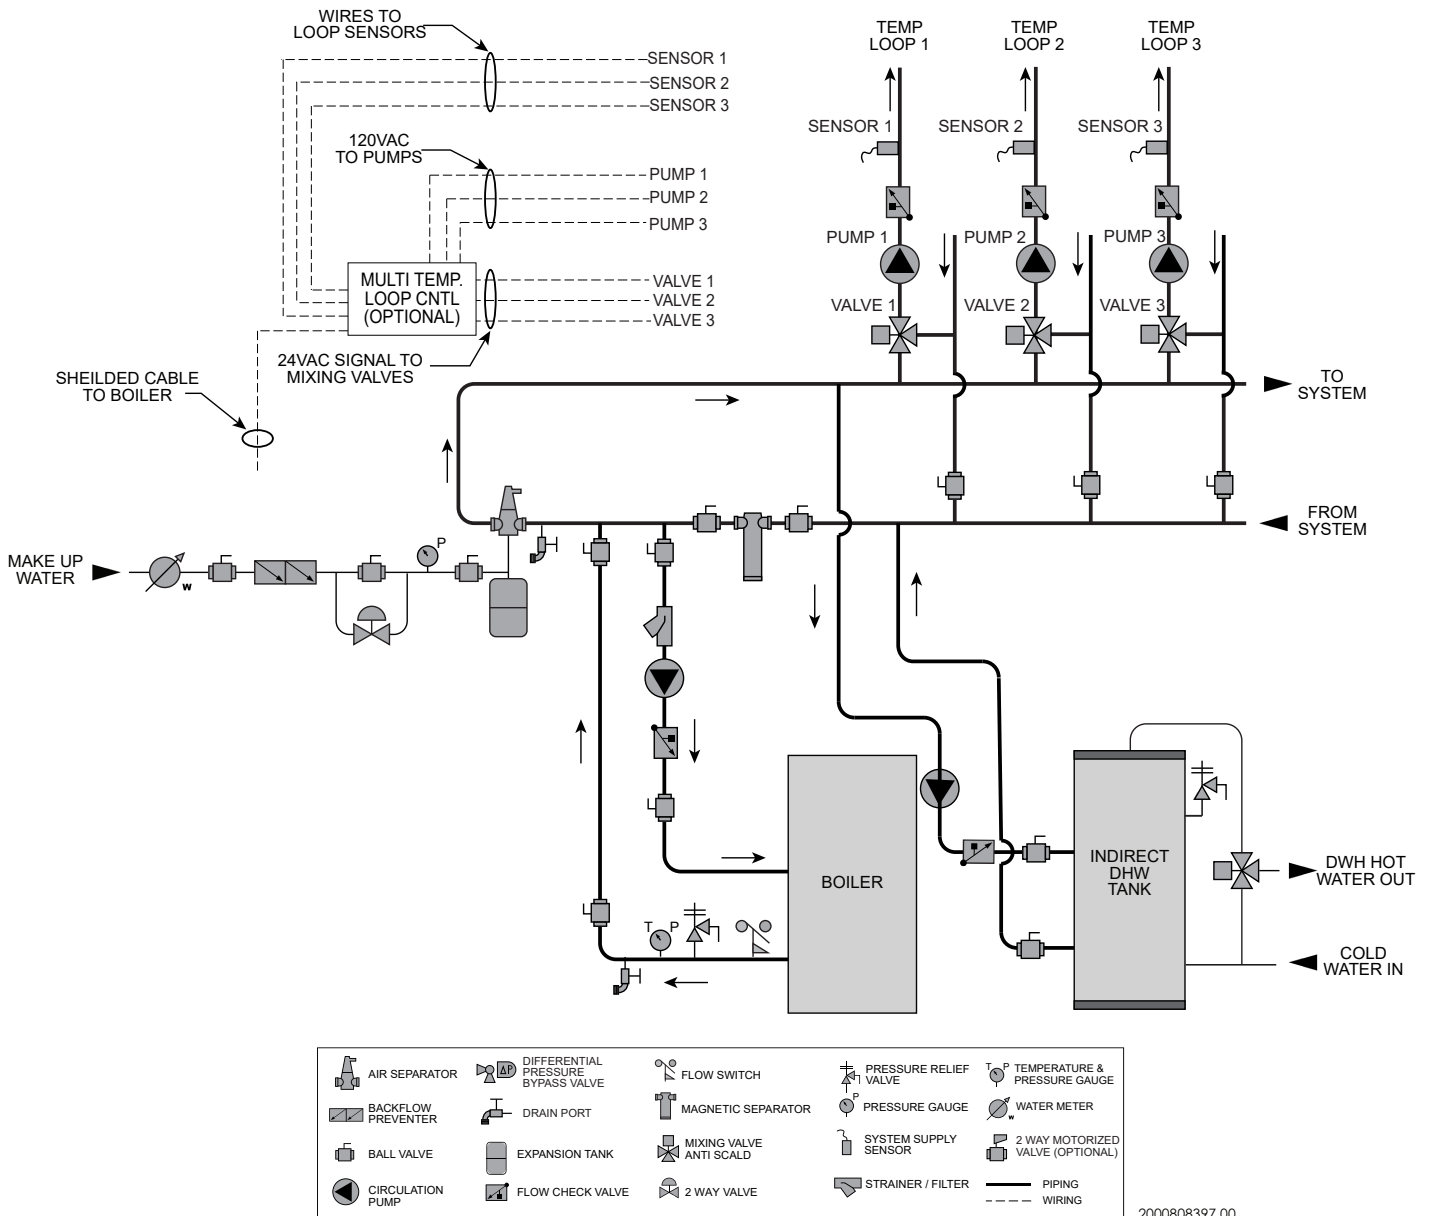 WIRES TO
LOOP SENSORS
SENSOR 1
SENSOR 2
SENSOR 3
120VAC
TO PUMPS
PUMP 1
PUMP 2
PUMP 3
MULTI TEMP.
LOOP CNTL
(OPTIONAL)
VALVE 1
VALVE 2
VALVE 3
24VAC SIGNAL TO
MIXING VALVES
SHEILDED CABLE
TO BOILER
TEMP
LOOP 1
TEMP
LOOP 2
TEMP
LOOP 3
SENSOR 1
SENSOR 2
SENSOR 3
PUMP 1
PUMP 2
PUMP 3
VALVE 1
VALVE 2
VALVE 3
TO
SYSTEM
FROM
SYSTEM
MAKE UP
WATER
w
P
T
P
BOILER
INDIRECT
DHW
TANK
DWH HOT
WATER OUT
COLD
WATER IN
AIR SEPARATOR
BACKFLOW
PREVENTER
BALL VALVE
CIRCULATION
PUMP
ΔP
DIFFERENTIAL
PRESSURE
BYPASS VALVE
DRAIN PORT
EXPANSION TANK
FLOW CHECK VALVE
FLOW SWITCH
MAGNETIC SEPARATOR
MIXING VALVE
ANTI SCALD
2 WAY VALVE
PRESSURE RELIEF
VALVE
P
PRESSURE GAUGE
SYSTEM SUPPLY
SENSOR
STRAINER / FILTER
T
P
TEMPERATURE &
PRESSURE GAUGE
w
WATER METER
2 WAY MOTORIZED
VALVE (OPTIONAL)
PIPING
WIRING
2000808397 00